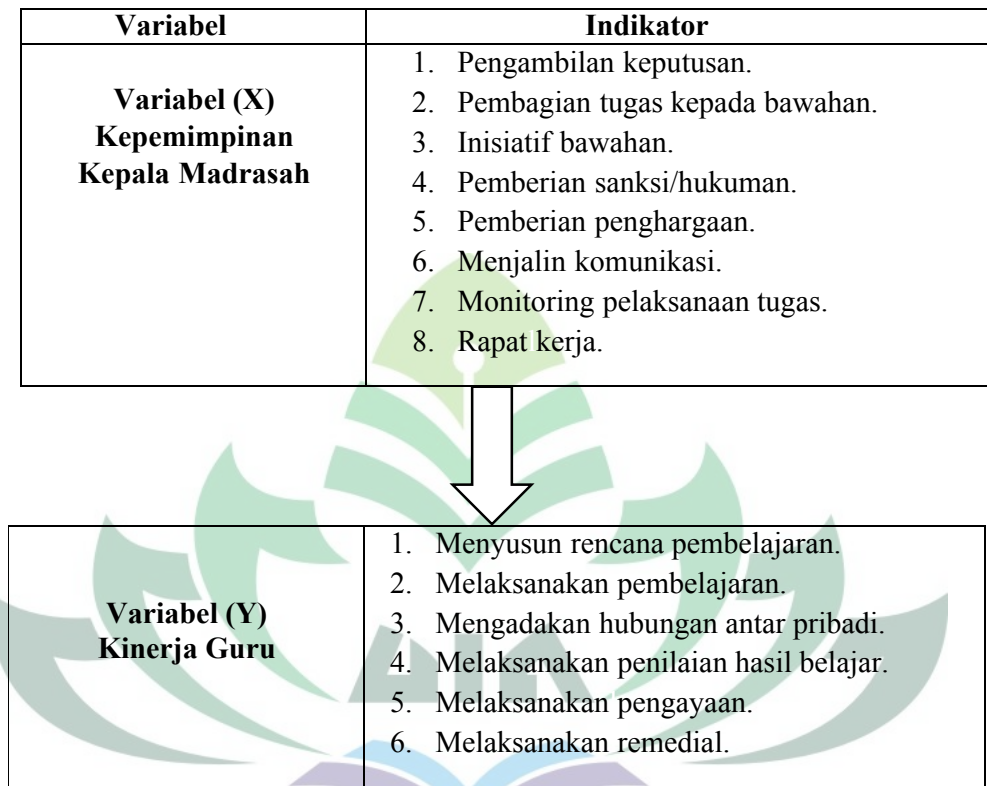 Variabel Indikator
Variabel (X)
Kepemimpinan
Kepala Madrasah
1. Pengambilan keputusan.
2. Pembagian tugas kepada bawahan.
3. Inisiatif bawahan.
4. Pemberian sanksi/hukuman.
5. Pemberian penghargaan.
6. Menjalin komunikasi.
7. Monitoring pelaksanaan tugas.
8. Rapat kerja.
Variabel (Y)
Kinerja Guru
1. Menyusun rencana pembelajaran.
2. Melaksanakan pembelajaran.
3. Mengadakan hubungan antar pribadi.
4. Melaksanakan penilaian hasil belajar.
5. Melaksanakan pengayaan.
6. Melaksanakan remedial.